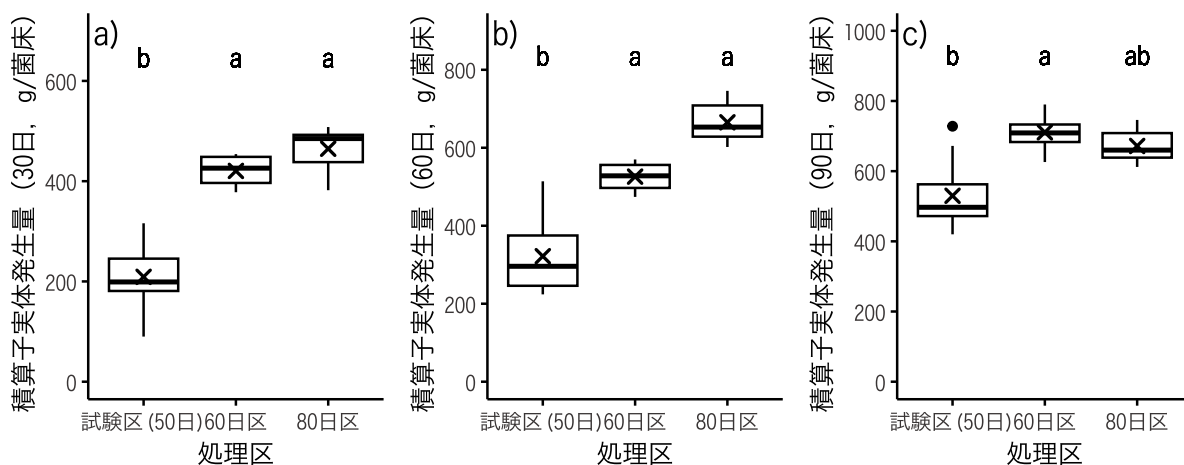 a)
b a a
600
400
200
0
積算子実体発生量（30日，g/菌床）
試験区 (50日) 60日区 80日区
処理区
b)
b a a
800
600
400
200
0
積算子実体発生量（60日，g/菌床）
試験区 (50日) 60日区 80日区
処理区
c)
b a ab
1000
800
600
400
200
0
積算子実体発生量（90日，g/菌床）
試験区 (50日) 60日区 80日区
処理区